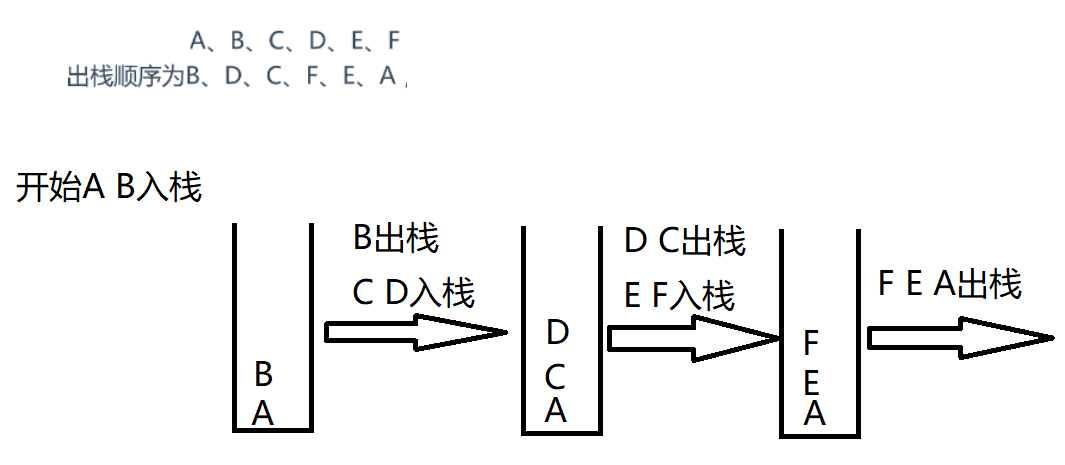 A、B、C、D、E、F
出栈顺序为B、D、C、F、E、A，
开始A B入栈
B出栈
C D入栈
D C出栈
E F入栈
F E A出栈
B
A
D
C
A
F
E
A